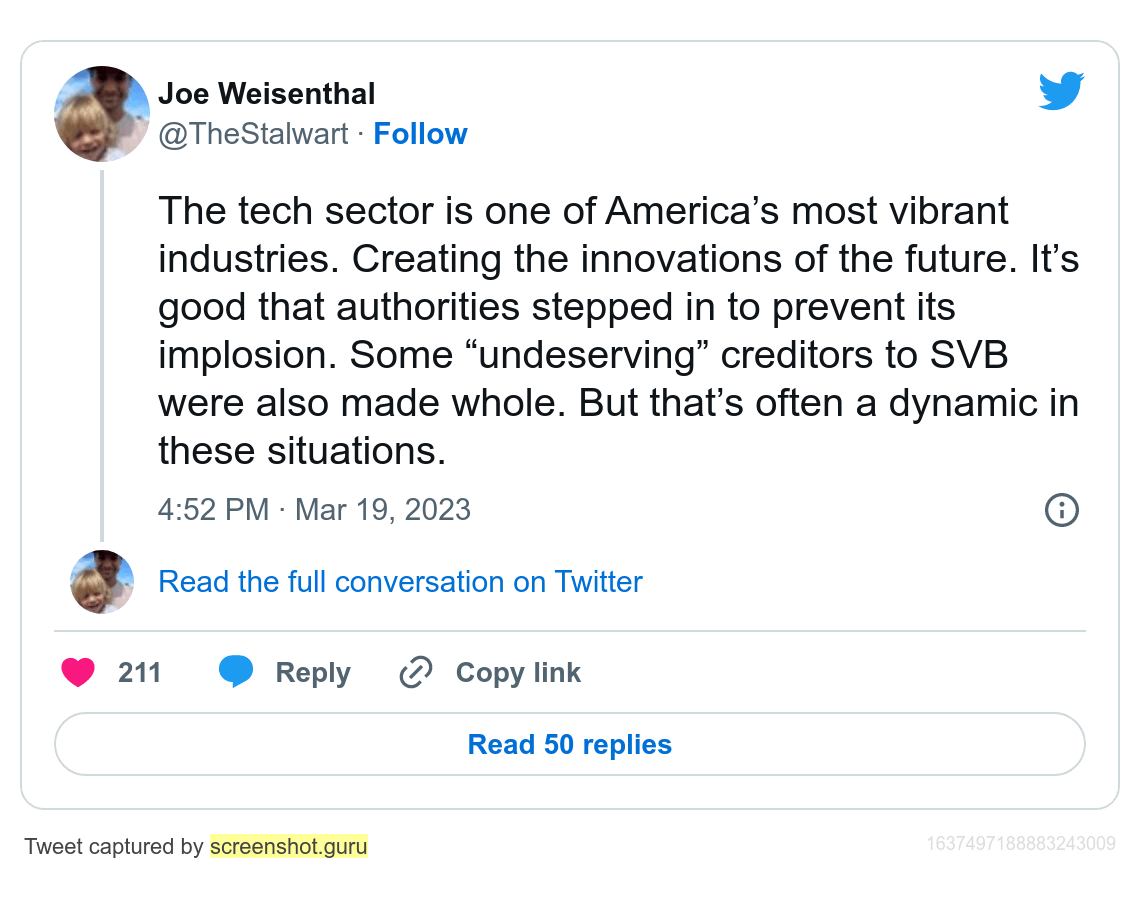 Joe Weisenthal
@TheStalwart · Follow
The tech sector is one of America’s most vibrant
industries. Creating the innovations of the future. It’s
good that authorities stepped in to prevent its
implosion. Some “undeserving” creditors to SVB
were also made whole. But that’s often a dynamic in
these situations.
4:52 PM · Mar 19, 2023
Read the full conversation on Twitter
211 Reply Copy link
Read 50 replies
Tweet captured by screenshot.guru
1637497188883243009